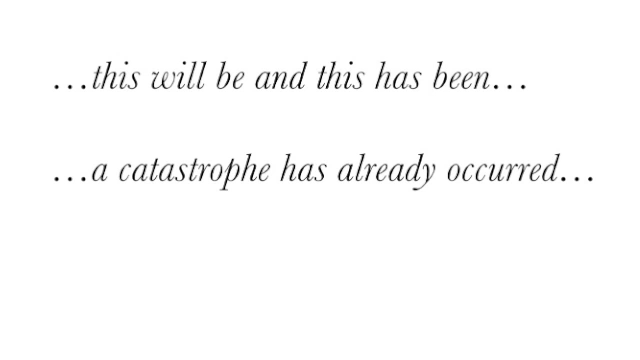 …this will be and this has been…
…a catastrophe has already occurred…